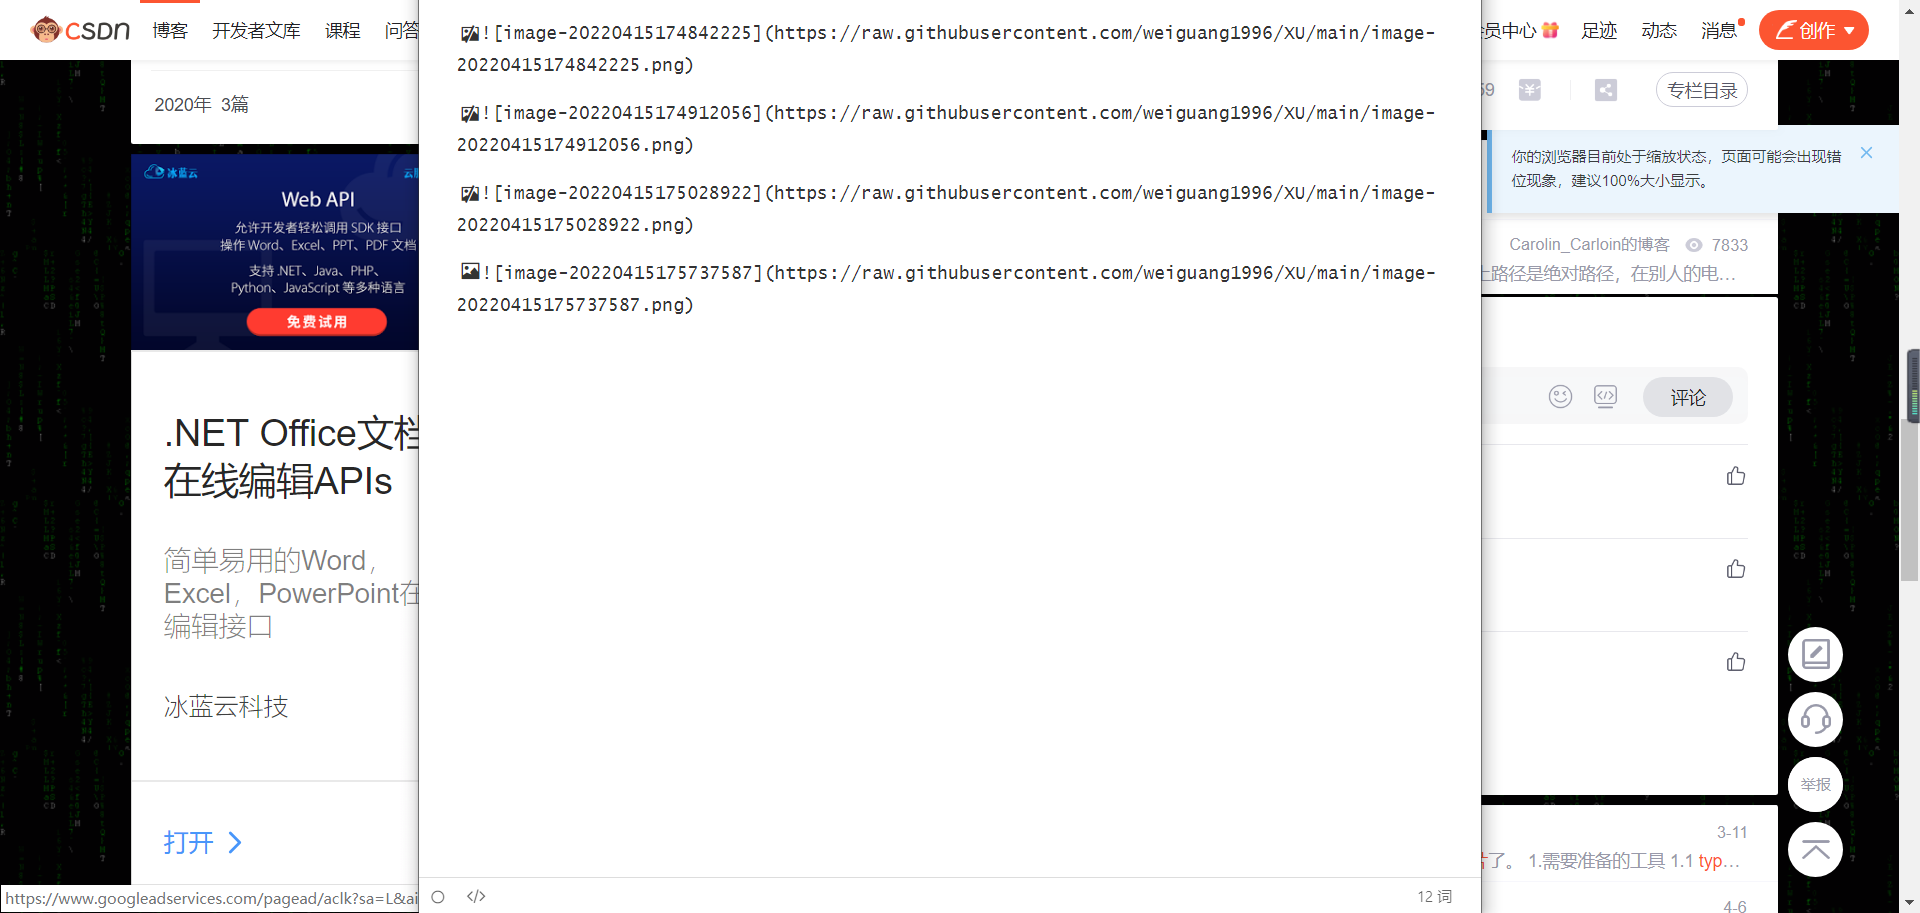 CSDN 博客 开发者文库 课程 问答
员中心 足迹 动态 消息 创作
2020年 3篇
冰蓝云
Web API
允许开发者轻松调用 SDK 接口
操作 Word、Excel、PPT、PDF 文档
支持 .NET、Java、PHP、
Python、JavaScript 等多种语言
免费试用
.NET Office文档
在线编辑APIs
简单易用的Word，
Excel，PowerPoint在
编辑接口
冰蓝云科技
打开
https://www.googleadservices.com/pagead/aclk?sa=L&ai
![image-20220415174842225](https://raw.githubusercontent.com/weiguang1996/XU/main/image-
20220415174842225.png)
![image-20220415174912056](https://raw.githubusercontent.com/weiguang1996/XU/main/image-
20220415174912056.png)
![image-20220415175028922](https://raw.githubusercontent.com/weiguang1996/XU/main/image-
20220415175028922.png)
![image-20220415175737587](https://raw.githubusercontent.com/weiguang1996/XU/main/image-
20220415175737587.png)
</> 12 词
59 专栏目录
你的浏览器目前处于缩放状态，页面可能会出现错
位现象，建议100%大小显示。
Carolin_Carloin的博客 7833
上路径是绝对路径，在别人的电...
评论
举报
3-11
了。 1.需要准备的工具 1.1 typ...
4-6